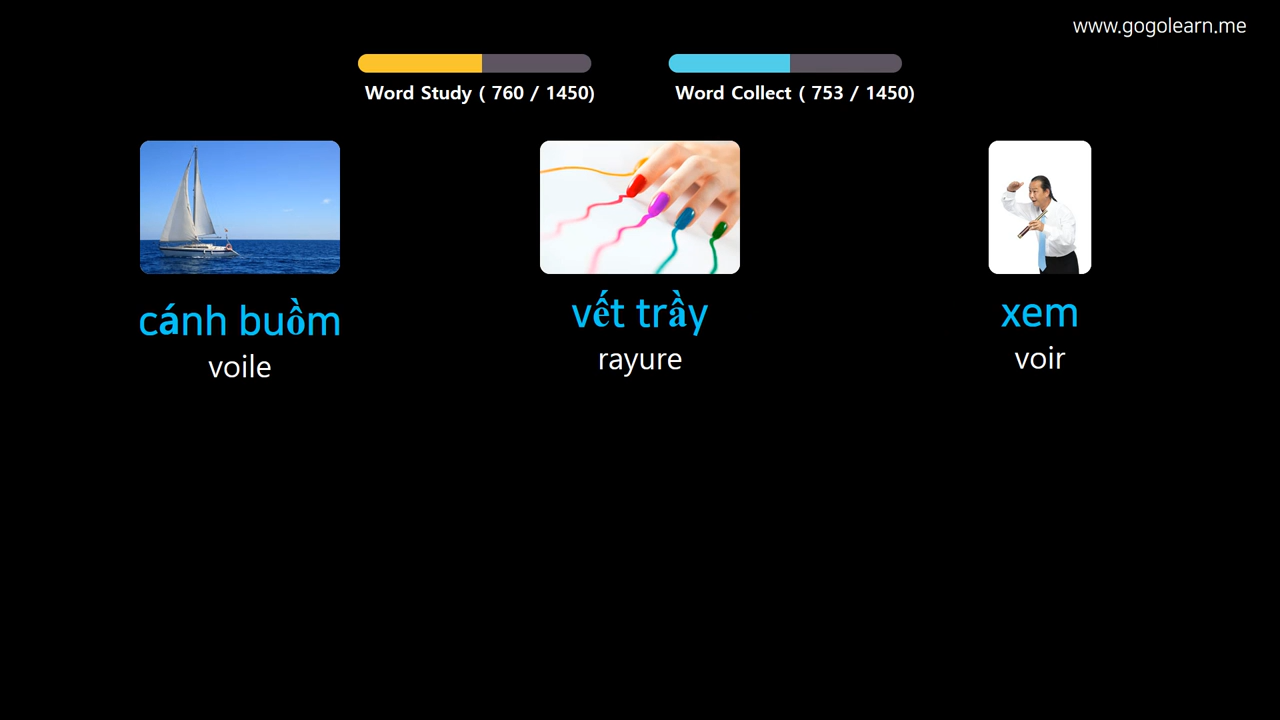 www.gogolearn.me
Word Study ( 760 / 1450)
Word Collect ( 753 / 1450)
cánh buồm
voile
vết trầy
rayure
xem
voir